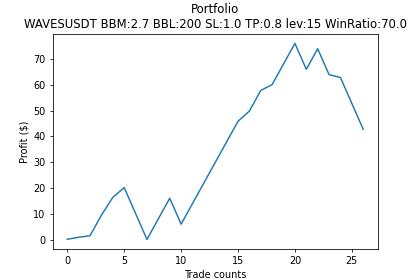 Portfolio
WAVESUSDT BBM:2.7 BBL:200 SL:1.0 TP:0.8 lev:15 WinRatio:70.0
70
60
50
40
30
20
10
0
Profit ($)
0 5 10 15 20 25
Trade counts